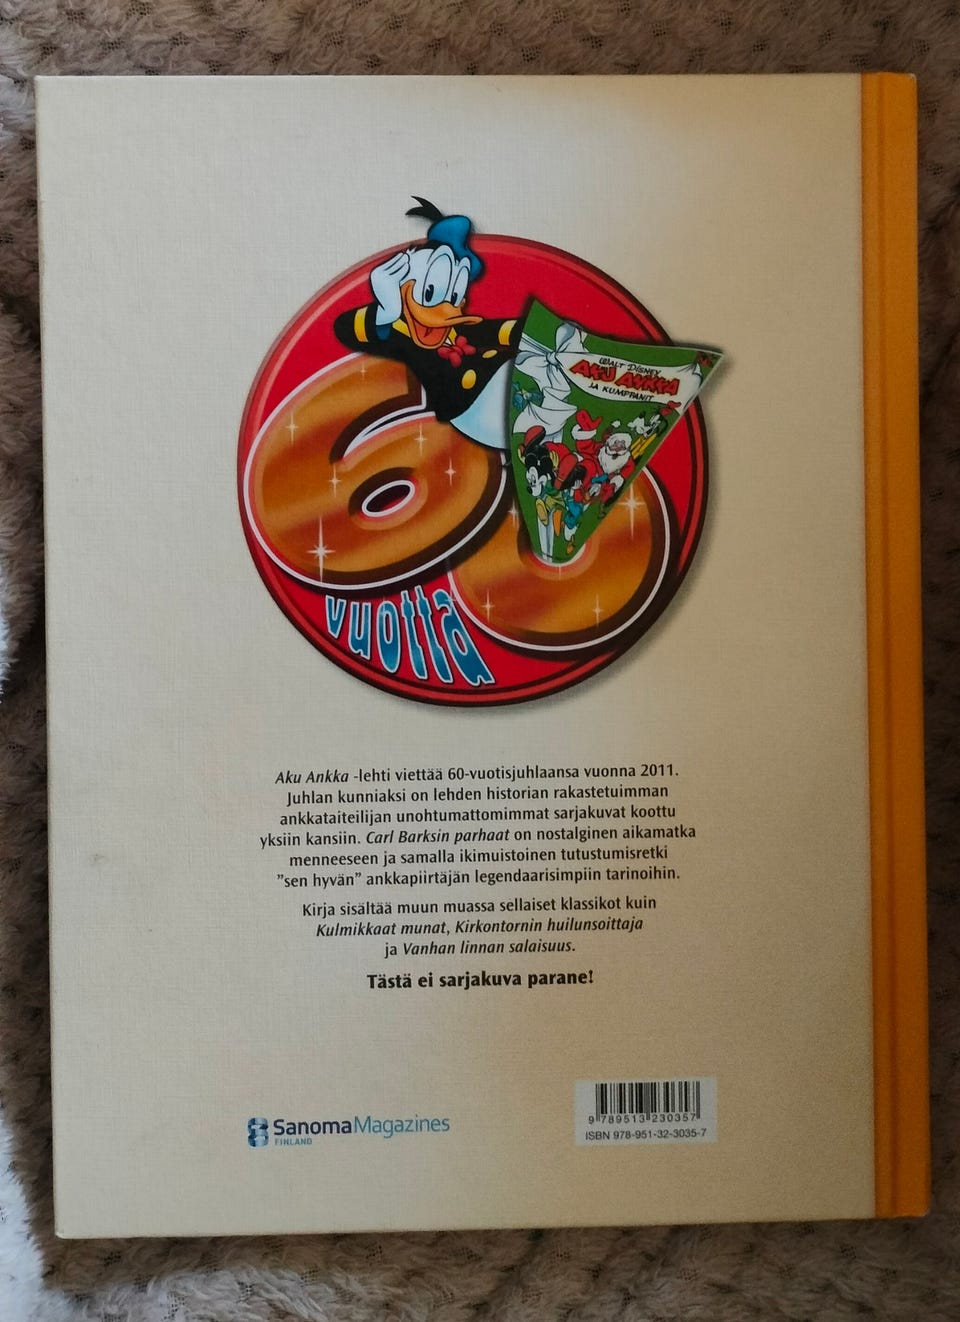 WALT DISNEY
AKU ANKKA
JA KUMPPANIT
60
vuotta
Aku Ankka -lehti viettää 60-vuotisjuhlaansa vuonna 2011.
Juhlan kunniaksi on lehden historian rakastetuimman
ankkataiteilijan unohtumattomimmat sarjakuvat koottu
yksiin kansiin. Carl Barksin parhaat on nostalginen aikamatka
menneeseen ja samalla ikimuistoinen tutustumisretki
”sen hyvän” ankkapiirtäjän legendaarisimpiin tarinoihin.
Kirja sisältää muun muassa sellaiset klassikot kuin
Kulmikkaat munat, Kirkontornin huilunsoittaja
ja Vanhan linnan salaisuus.
Tästä ei sarjakuva parane!
SanomaMagazines
FINLAND
9 789513 230357
ISBN 978-951-32-3035-7